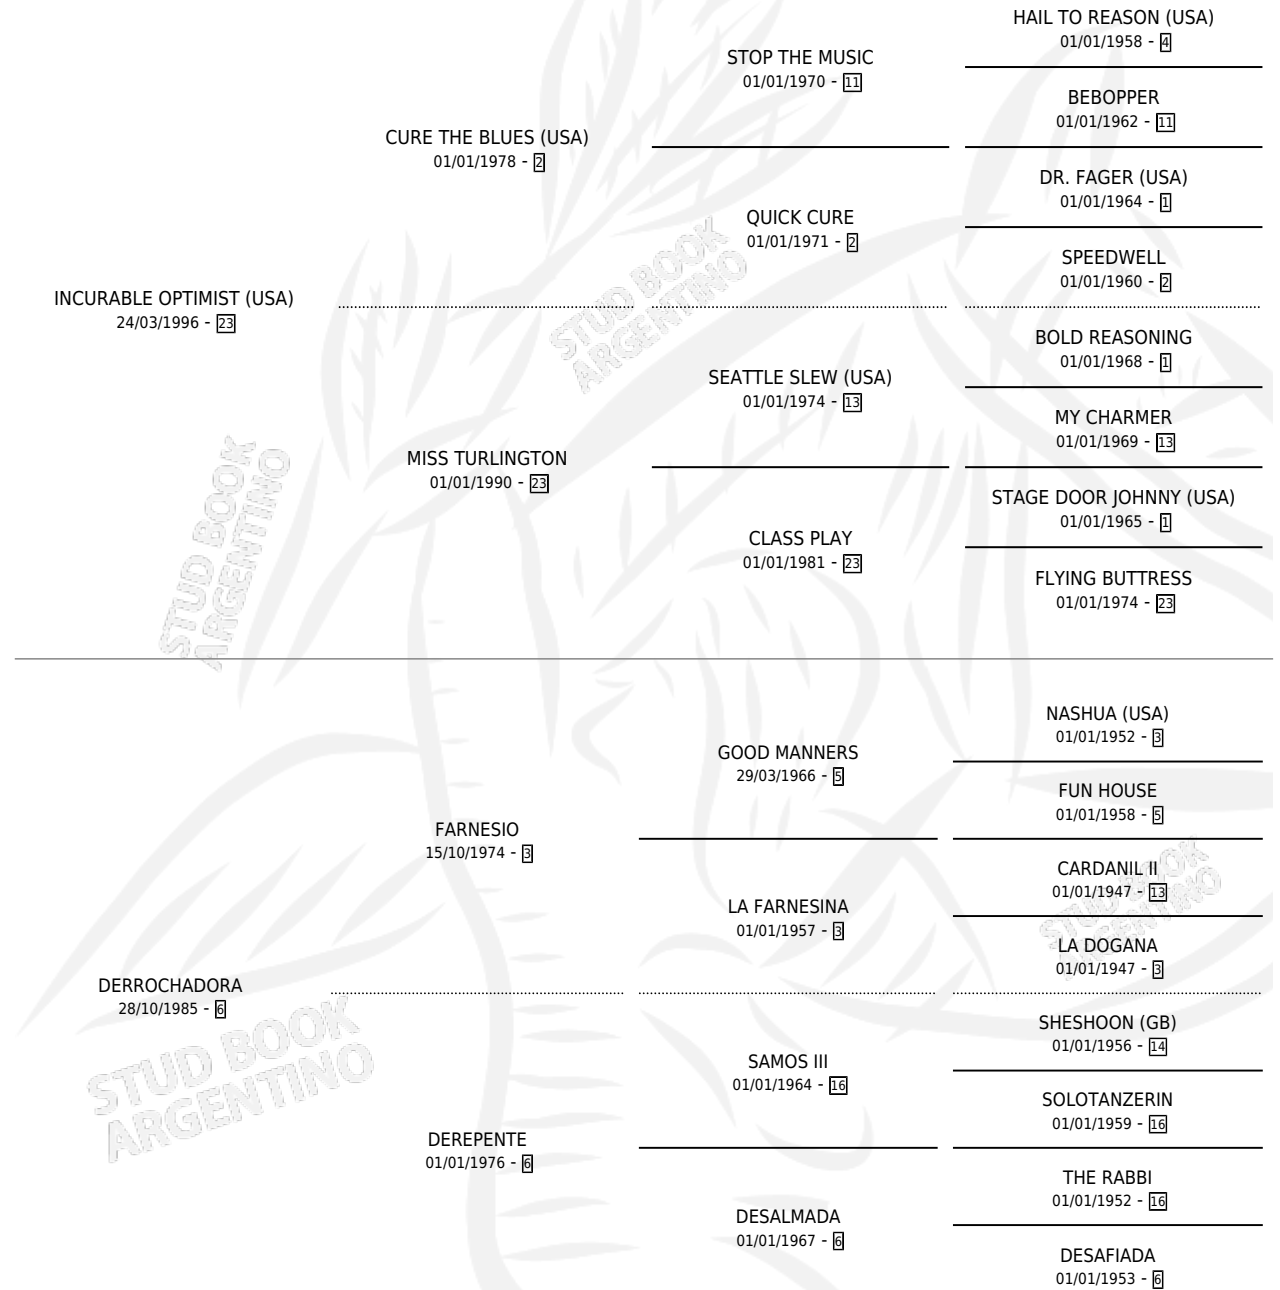 HAIL TO REASON (USA)
01/01/1958 - 4
STOP THE MUSIC
01/01/1970 - 11
BEBOPPER
01/01/1962 - 11
CURE THE BLUES (USA)
01/01/1978 - 2
DR. FAGER (USA)
01/01/1964 - 1
QUICK CURE
01/01/1971 - 2
SPEEDWELL
01/01/1960 - 2
INCURABLE OPTIMIST (USA)
24/03/1996 - 23
BOLD REASONING
01/01/1968 - 1
SEATTLE SLEW (USA)
01/01/1974 - 13
MY CHARMER
01/01/1969 - 13
MISS TURLINGTON
01/01/1990 - 23
STAGE DOOR JOHNNY (USA)
01/01/1965 - 1
CLASS PLAY
01/01/1981 - 23
FLYING BUTTRESS
01/01/1974 - 23
NASHUA (USA)
01/01/1952 - 3
GOOD MANNERS
29/03/1966 - 5
FUN HOUSE
01/01/1958 - 5
FARNESIO
15/10/1974 - 3
CARDANIL II
01/01/1947 - 13
LA FARNESINA
01/01/1957 - 3
LA DOGANA
01/01/1947 - 3
DERROCHADORA
28/10/1985 - 6
SHESHOON (GB)
01/01/1956 - 14
SAMOS III
01/01/1964 - 16
SOLOTANZERIN
01/01/1959 - 16
DEREPENTE
01/01/1976 - 6
THE RABBI
01/01/1952 - 16
DESALMADA
01/01/1967 - 6
DESAFIADA
01/01/1953 - 6
STUD BOOK
ARGENTINO
STUD BOOK
ARGENTINO
STUD BOOK
ARGENTINO
STUD BOOK
ARGENTINO